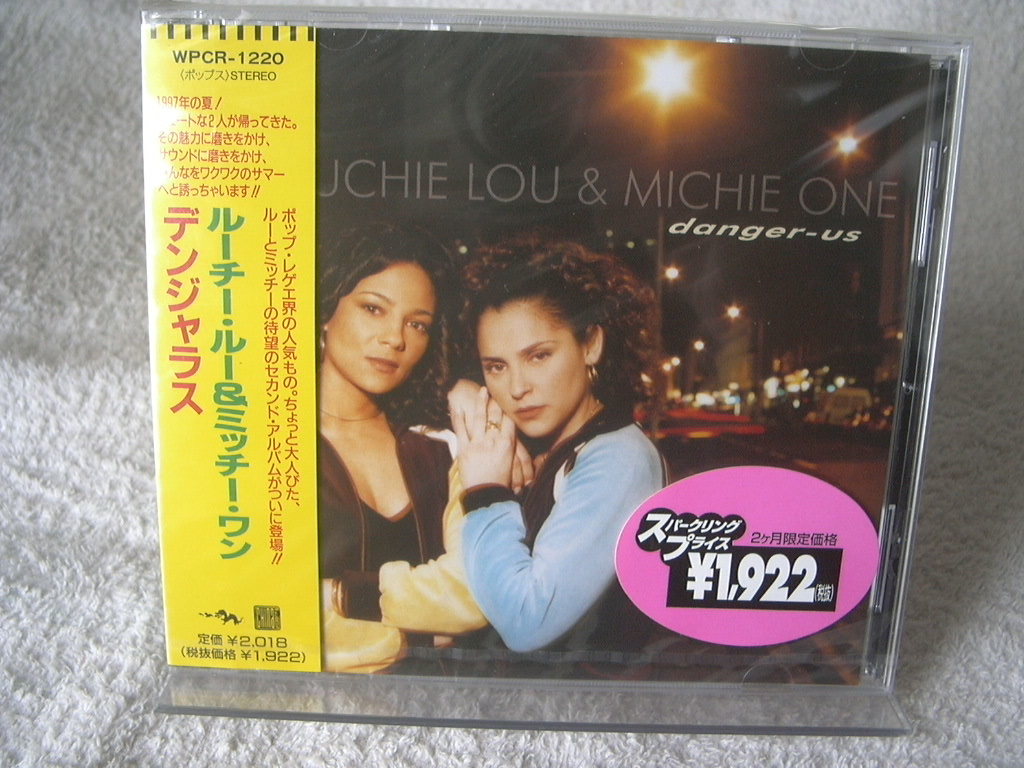 WPCR-1220
〈ポップス〉STEREO
1997年の夏!
ートな2人が帰ってきた。
その魅力に磨きをかけ、
サウンドに磨きをかけ、
んなをワクワクのサマー
へと誘っちゃいます!!
ポップ・レゲエ界の人気もの。ちょっと大人びた、
ルーとミッチーの待望のセカンド・アルバムがついに登場!!
ルーチー・ルー&ミッチー・ワン
デンジャラス
定価 ¥2,018
(税抜価格 ¥1,922)
UCHIE LOU & MICHIE ONE
danger-us
スパークリング
プライス
2ヶ月限定価格
¥1,922(税抜)